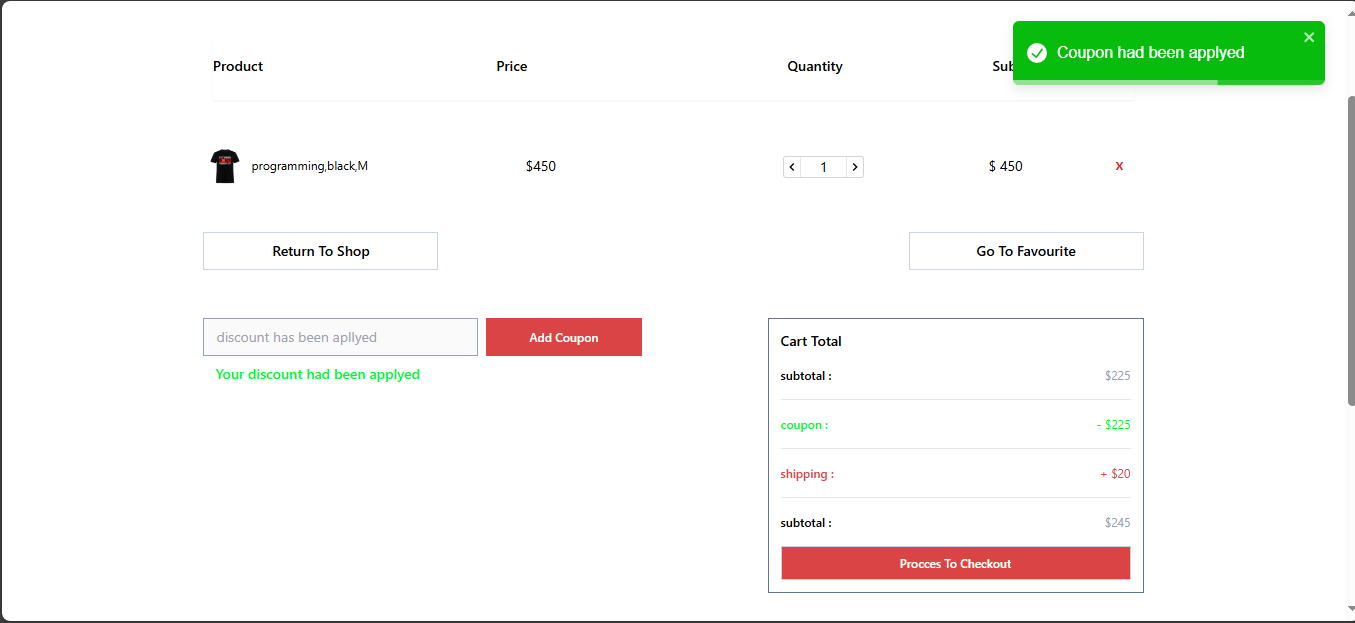 Coupon had been applyed
Product Price Quantity Sub
programming,black,M $450 1 $ 450 X
Return To Shop Go To Favourite
discount has been apllyed Add Coupon
Your discount had been applyed
Cart Total
subtotal : $225
coupon : - $225
shipping : + $20
subtotal : $245
Procces To Checkout